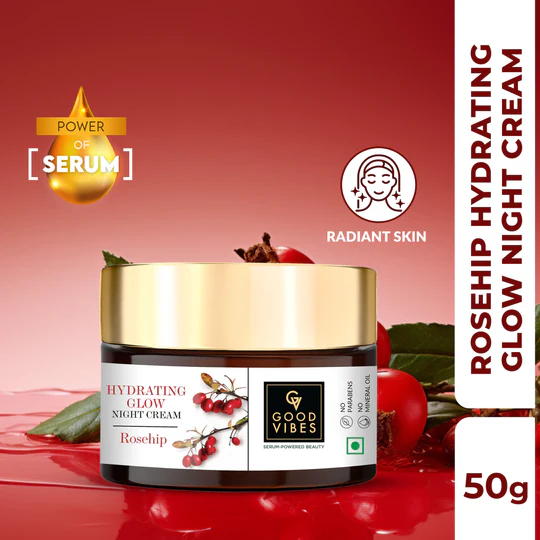 POWER
OF
[SERUM]
RADIANT SKIN
HYDRATING
GLOW
NIGHT CREAM
Rosehip
GV
GOOD
VIBES
SERUM-POWERED BEAUTY
NO
PARABENS
NO
MINERAL OIL
ROSEHIP HYDRATING
GLOW NIGHT CREAM
50g